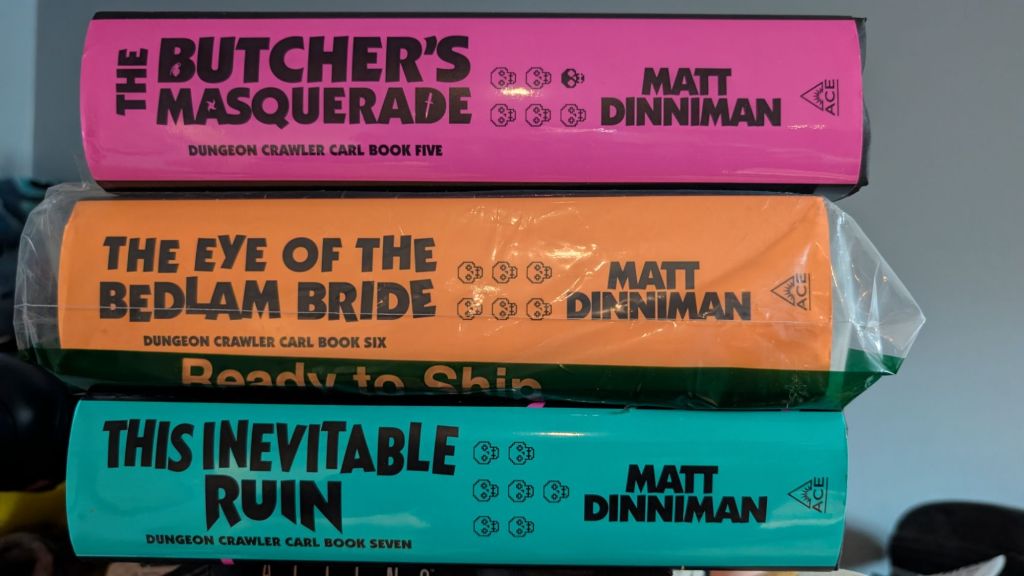 THE BUTCHER'S
MASQUERADE
DUNGEON CRAWLER CARL BOOK FIVE
MATT
DINNIMAN
ACE
THE EYE OF THE
BEDLAM BRIDE
DUNGEON CRAWLER CARL BOOK SIX
MATT
DINNIMAN
ACE
Ready to Ship
THIS INEVITABLE
RUIN
DUNGEON CRAWLER CARL BOOK SEVEN
MATT
DINNIMAN
ACE